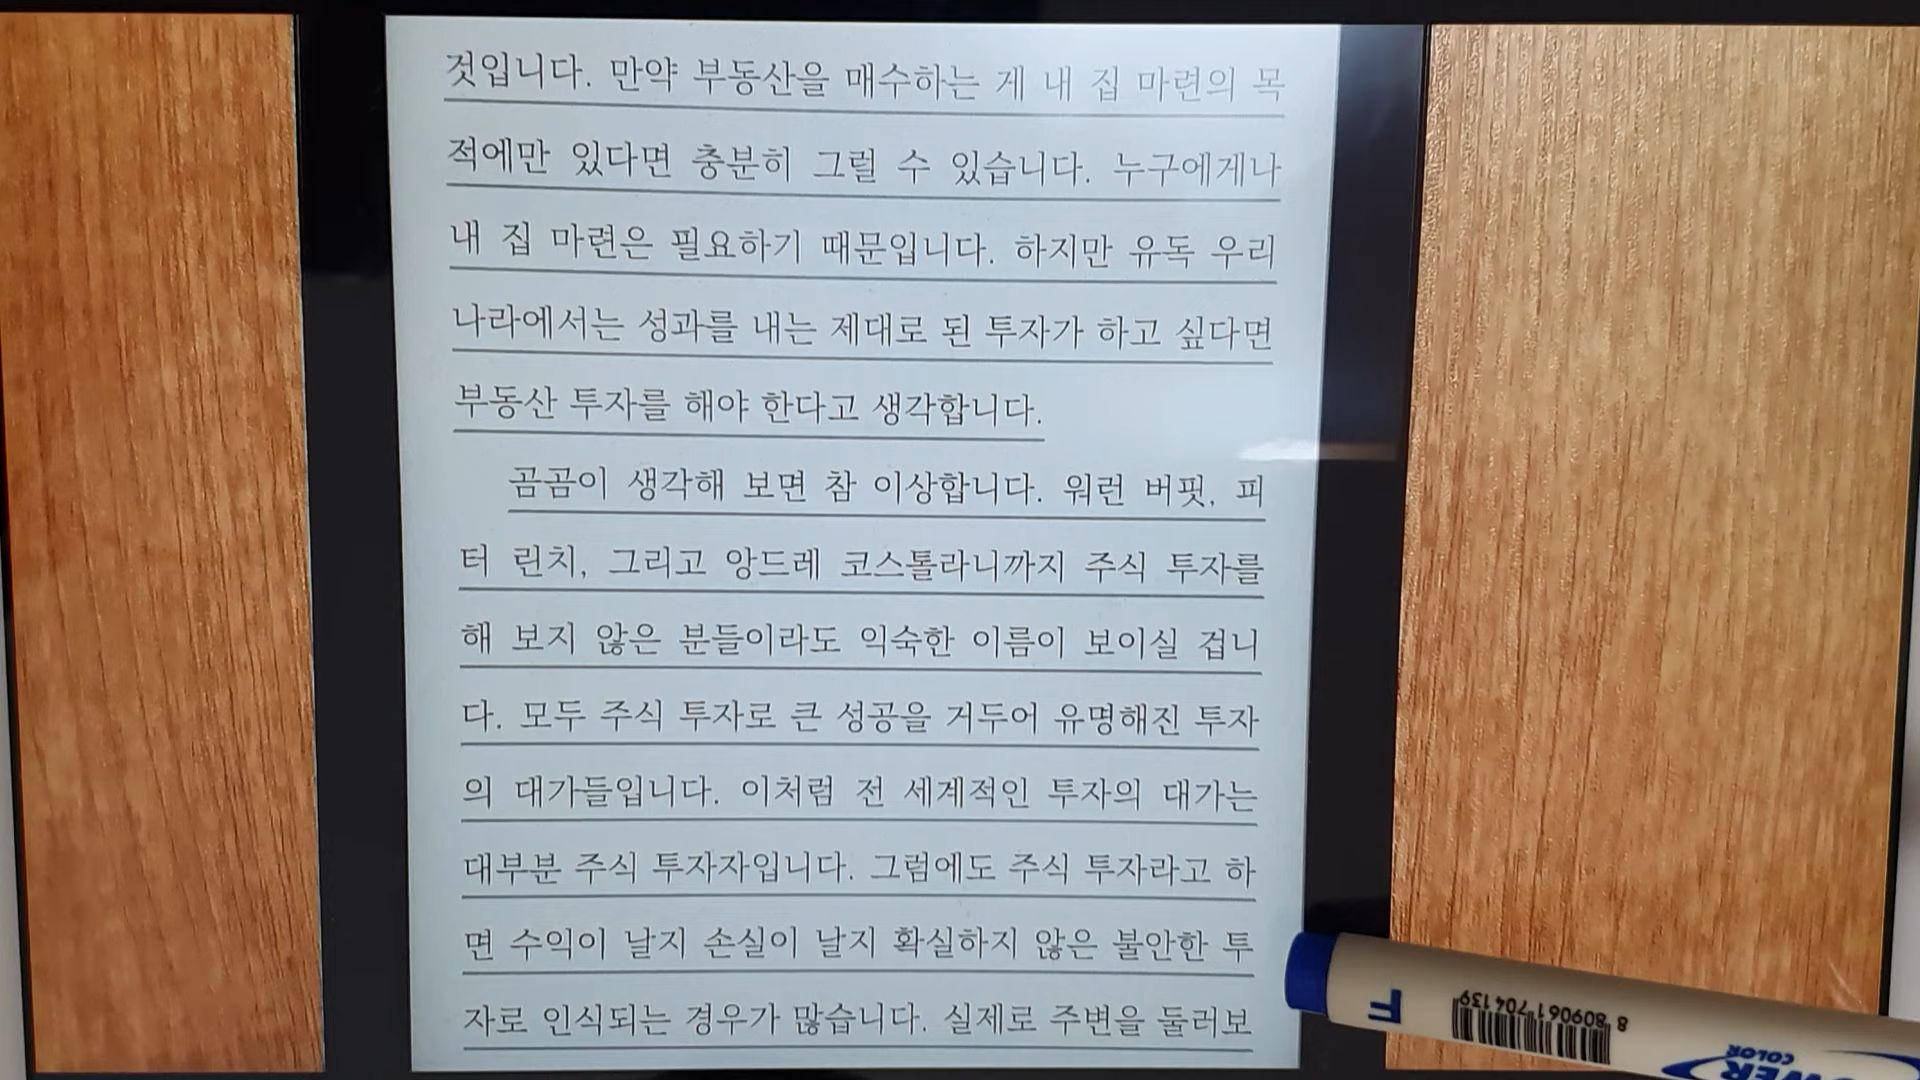 것입니다. 만약 부동산을 매수하는 게 내 집 마련의 목
적에만 있다면 충분히 그럴 수 있습니다. 누구에게나
내 집 마련은 필요하기 때문입니다. 하지만 유독 우리
나라에서는 성과를 내는 제대로 된 투자가 하고 싶다면
부동산 투자를 해야 한다고 생각합니다.
곰곰이 생각해 보면 참 이상합니다. 워런 버핏, 피
터 린치, 그리고 앙드레 코스톨라니까지 주식 투자를
해 보지 않은 분들이라도 익숙한 이름이 보이실 겁니
다. 모두 주식 투자로 큰 성공을 거두어 유명해진 투자
의 대가들입니다. 이처럼 전 세계적인 투자의 대가는
대부분 주식 투자자입니다. 그럼에도 주식 투자라고 하
면 수익이 날지 손실이 날지 확실하지 않은 불안한 투
자로 인식되는 경우가 많습니다. 실제로 주변을 둘러보
F
8 809061 704139
COLOR